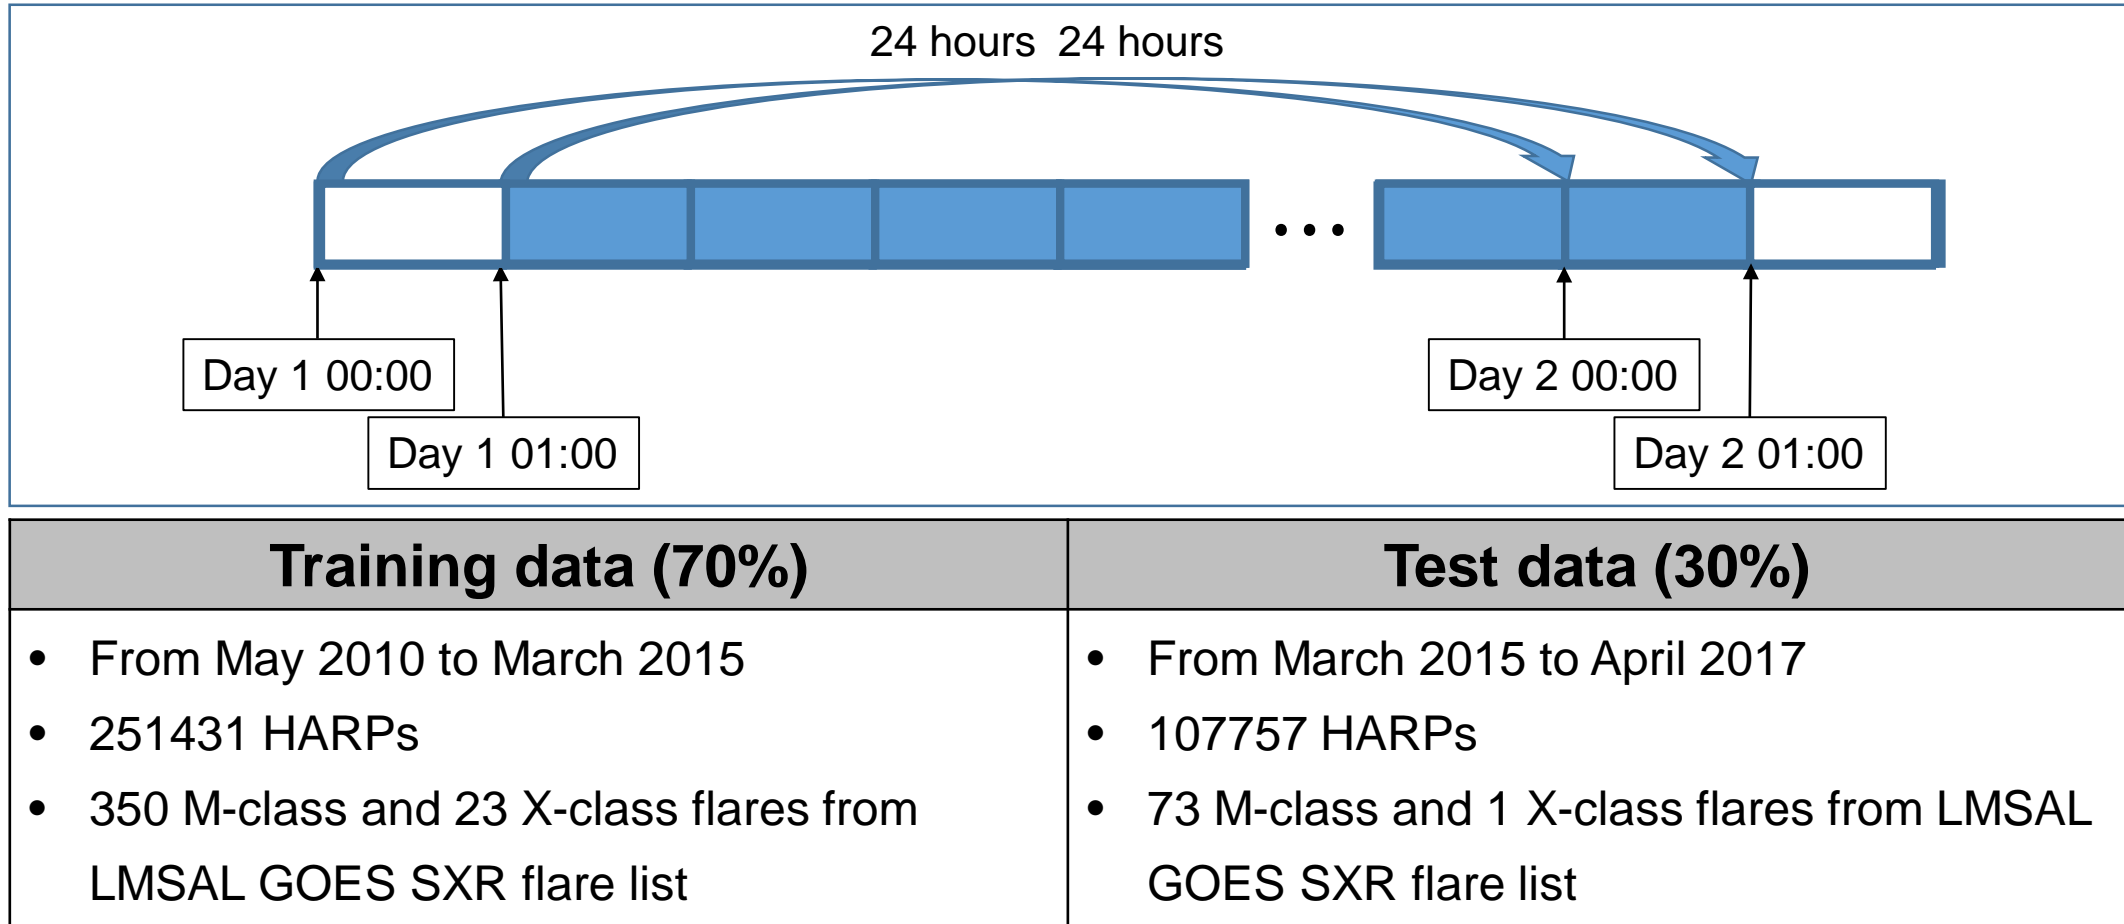 24 hours 24 hours
Day 1 00:00
Day 1 01:00
Day 2 00:00
Day 2 01:00
Training data (70%)
Test data (30%)
• From May 2010 to March 2015
• 251431 HARPs
• 350 M-class and 23 X-class flares from
LMSAL GOES SXR flare list
• From March 2015 to April 2017
• 107757 HARPs
• 73 M-class and 1 X-class flares from LMSAL
GOES SXR flare list